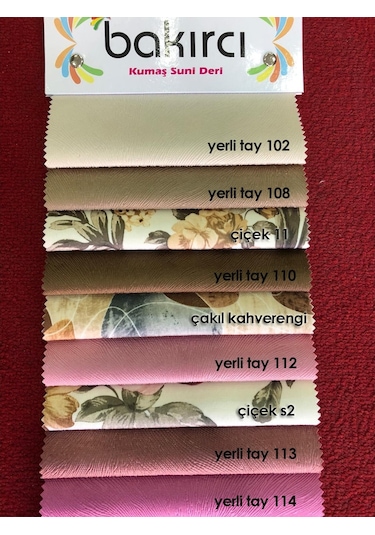 bakırcı
Kumaş Suni Deri
yerli tay 102
yerli tay 108
çiçek 11
yerli tay 110
çakıl kahverengi
yerli tay 112
çiçek s2
yerli tay 113
yerli tay 114